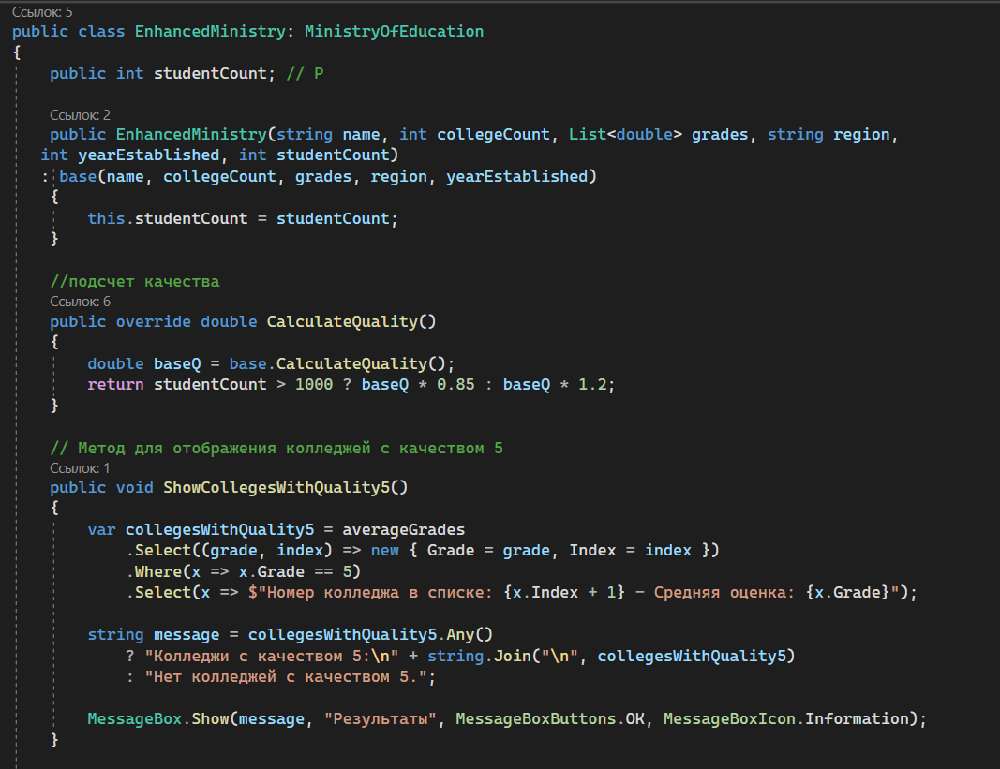 Ссылок: 5
public class EnhancedMinistry: MinistryOfEducation
{
    public int studentCount; // P
    Ссылок: 2
    public EnhancedMinistry(string name, int collegeCount, List<double> grades, string region,
   int yearEstablished, int studentCount)
   : base(name, collegeCount, grades, region, yearEstablished)
    {
        this.studentCount = studentCount;
    }
    //подсчет качества
    Ссылок: 6
    public override double CalculateQuality()
    {
        double baseQ = base.CalculateQuality();
        return studentCount > 1000 ? baseQ * 0.85 : baseQ * 1.2;
    }
    // Метод для отображения колледжей с качеством 5
    Ссылок: 1
    public void ShowCollegesWithQuality5()
    {
        var collegesWithQuality5 = averageGrades
            .Select((grade, index) => new { Grade = grade, Index = index })
            .Where(x => x.Grade == 5)
            .Select(x => $"Номер колледжа в списке: {x.Index + 1} - Средняя оценка: {x.Grade}");
        string message = collegesWithQuality5.Any()
            ? "Колледжи с качеством 5:\n" + string.Join("\n", collegesWithQuality5)
            : "Нет колледжей с качеством 5.";
        MessageBox.Show(message, "Результаты", MessageBoxButtons.OK, MessageBoxIcon.Information);
    }